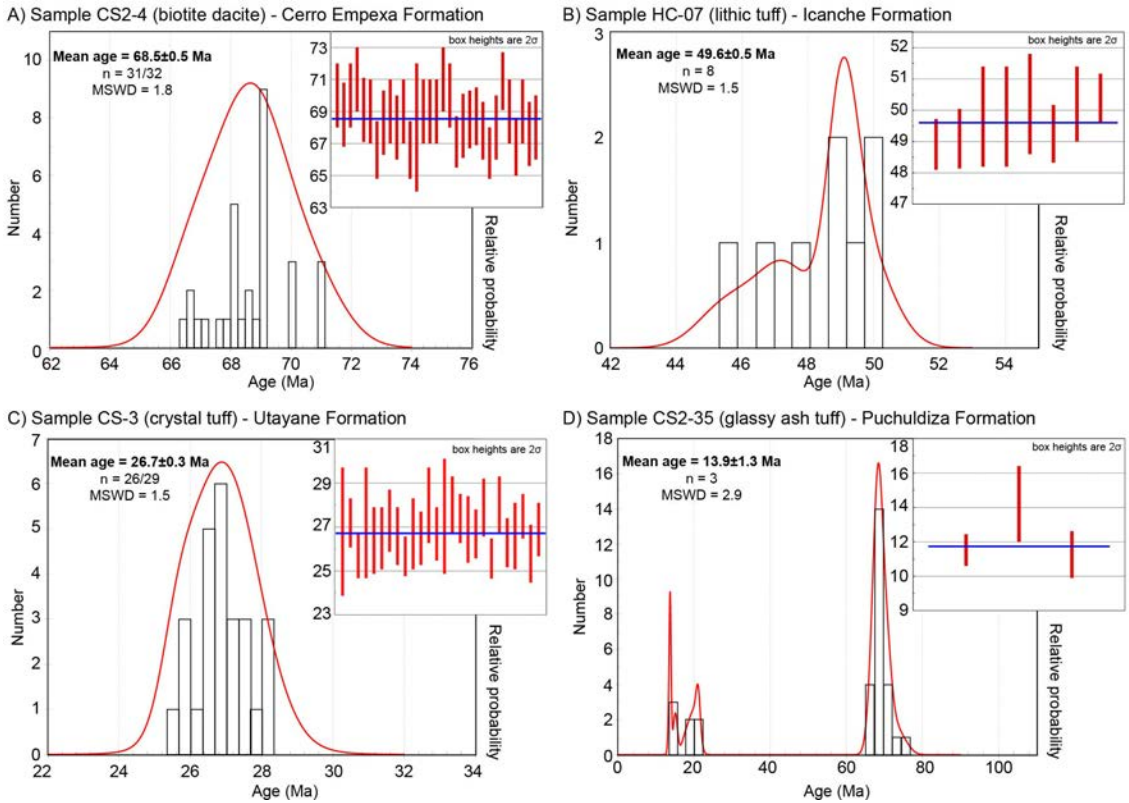 A) Sample CS2-4 (biotite dacite) - Cerro Empexa Formation
Mean age = 68.5±0.5 Ma
n = 31/32
MSWD = 1.8
box heights are 2σ
73
71
69
67
65
63
10
8
6
4
2
0
Number
Relative probability
62 64 66 68 70 72 74 76
Age (Ma)
B) Sample HC-07 (lithic tuff) - Icanche Formation
Mean age = 49.6±0.5 Ma
n = 8
MSWD = 1.5
box heights are 2σ
52
51
50
49
48
47
3
2
1
0
Number
Relative probability
42 44 46 48 50 52 54
Age (Ma)
C) Sample CS-3 (crystal tuff) - Utayane Formation
Mean age = 26.7±0.3 Ma
n = 26/29
MSWD = 1.5
box heights are 2σ
31
29
27
25
23
7
6
5
4
3
2
1
0
Number
Relative probability
22 24 26 28 30 32 34
Age (Ma)
D) Sample CS2-35 (glassy ash tuff) - Puchuldiza Formation
Mean age = 13.9±1.3 Ma
n = 3
MSWD = 2.9
box heights are 2σ
18
16
14
12
10
9
18
16
14
12
10
8
6
4
2
0
Number
Relative probability
0 20 40 60 80 100
Age (Ma)